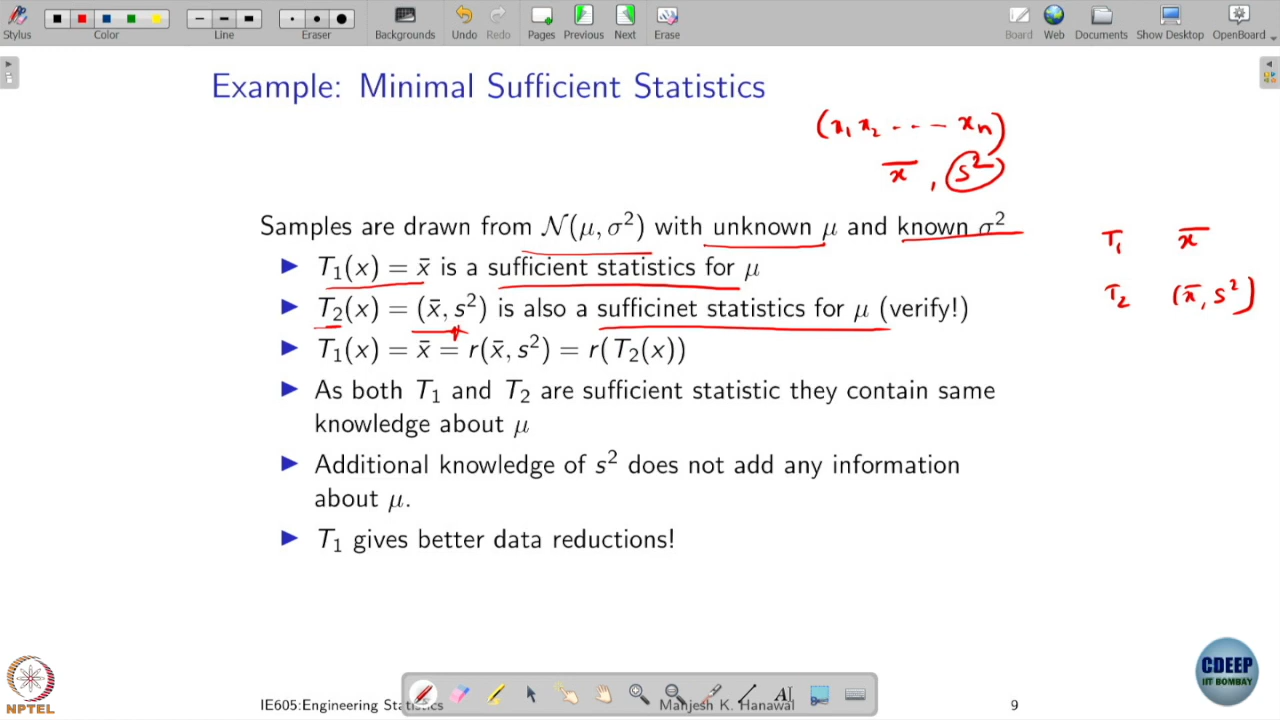 Stylus Color Line Eraser Backgrounds Undo Redo Pages Previous Next Erase Board Web Documents Show Desktop OpenBoard
Example: Minimal Sufficient Statistics
(x₁ x₂ ---- xₙ)
x̄ , s²
Samples are drawn from 𝒩(μ, σ²) with unknown μ and known σ²
T₁ x̄
▶ T₁(x) = x̄ is a sufficient statistics for μ
T₂ (x̄, s²)
▶ T₂(x) = (x̄, s²) is also a sufficinet statistics for μ (verify!)
▶ T₁(x) = x̄ = r(x̄, s²) = r(T₂(x))
▶ As both T₁ and T₂ are sufficient statistic they contain same
knowledge about μ
▶ Additional knowledge of s² does not add any information
about μ.
▶ T₁ gives better data reductions!
NPTEL
IE605:Engineering Statistics Manjesh K. Hanawal 9
CDEEP
IIT BOMBAY